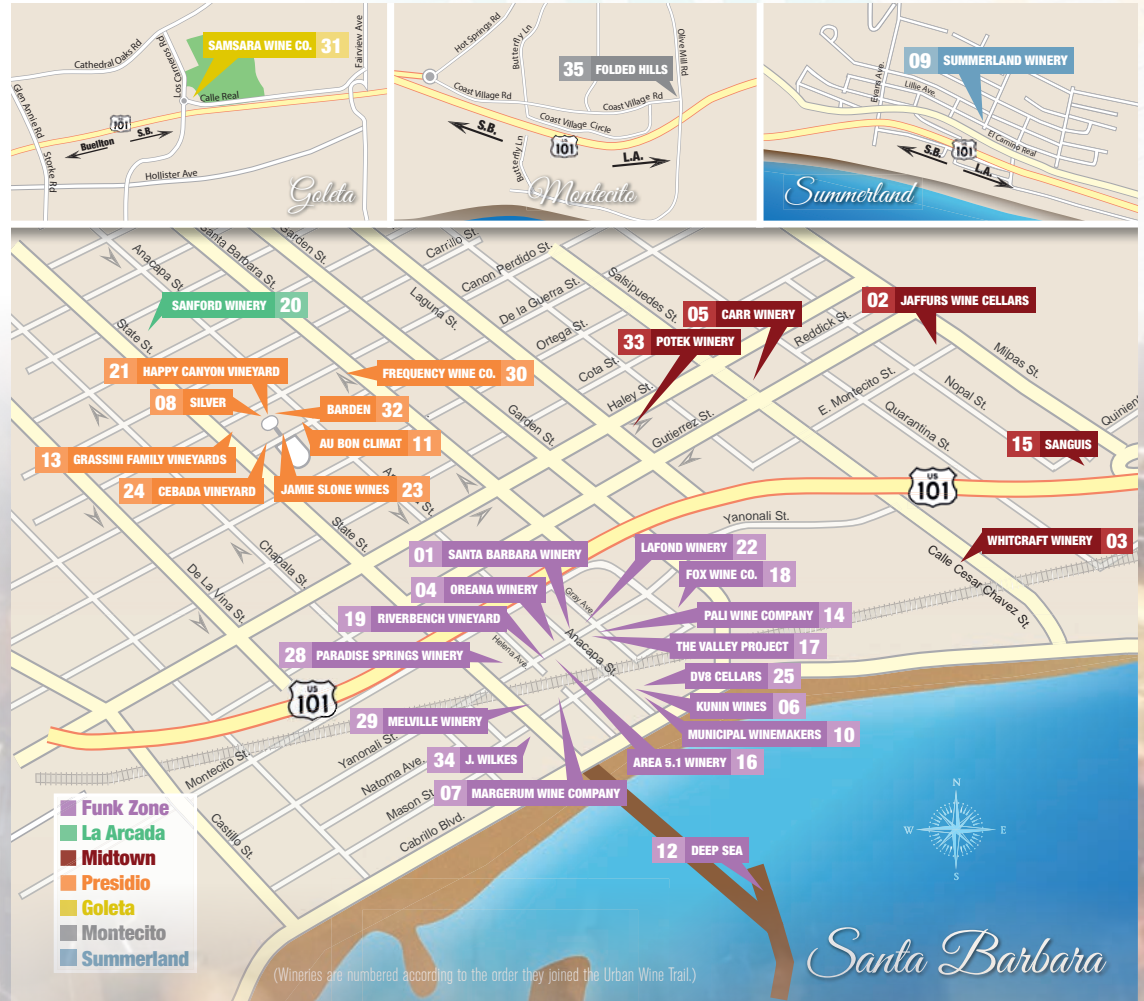 Cathedral Oaks Rd
Los Carneros Rd
SAMSARA WINE CO. 31
Fairview Ave
Glen Annie Rd
Calle Real
US
101
S.B.
Buellton
Storke Rd
Hollister Ave
Goleta
Hot Springs Rd
Butterfly Ln
Olive Mill Rd
35 FOLDED HILLS
Coast Village Rd
Coast Village Rd
Coast Village Circle
S.B.
US
101
L.A.
Butterfly Ln
Montecito
09 SUMMERLAND WINERY
Evans Ave.
Lillie Ave.
El Camino Real
S.B.
US
101
L.A.
Summerland
Anacapa St.
Santa Barbara St.
Garden St.
Carrillo St.
Canon Perdido St.
Laguna St.
De la Guerra St.
Salsipuedes St.
SANFORD WINERY 20
State St.
Ortega St.
05 CARR WINERY
02 JAFFURS WINE CELLARS
33 POTEK WINERY
Reddick St.
Milpas St.
21 HAPPY CANYON VINEYARD
FREQUENCY WINE CO. 30
Cota St.
Haley St.
E. Montecito St.
Nopal St.
08 SILVER
BARDEN 32
Garden St.
Gutierrez St.
Quarantina St.
AU BON CLIMAT 11
15 SANGUIS
13 GRASSINI FAMILY VINEYARDS
24 CEBADA VINEYARD
JAMIE SLONE WINES 23
US
101
State St.
Yanonali St.
Chapala St.
De La Vina St.
WHITCRAFT WINERY 03
Calle Cesar Chavez St.
01 SANTA BARBARA WINERY
LAFOND WINERY 22
04 OREANA WINERY
FOX WINE CO. 18
Gray Ave
19 RIVERBENCH VINEYARD
PALI WINE COMPANY 14
Anacapa St.
Helena Ave
28 PARADISE SPRINGS WINERY
THE VALLEY PROJECT 17
DV8 CELLARS 25
US
101
KUNIN WINES 06
29 MELVILLE WINERY
MUNICIPAL WINEMAKERS 10
34 J. WILKES
AREA 5.1 WINERY 16
07 MARGERUM WINE COMPANY
Montecito St.
Yanonali St.
Natoma Ave.
Mason St.
Cabrillo Blvd.
Castillo St.
12 DEEP SEA
Funk Zone
La Arcada
Midtown
Presidio
Goleta
Montecito
Summerland
N
W E
S
Santa Barbara
(Wineries are numbered according to the order they joined the Urban Wine Trail.)